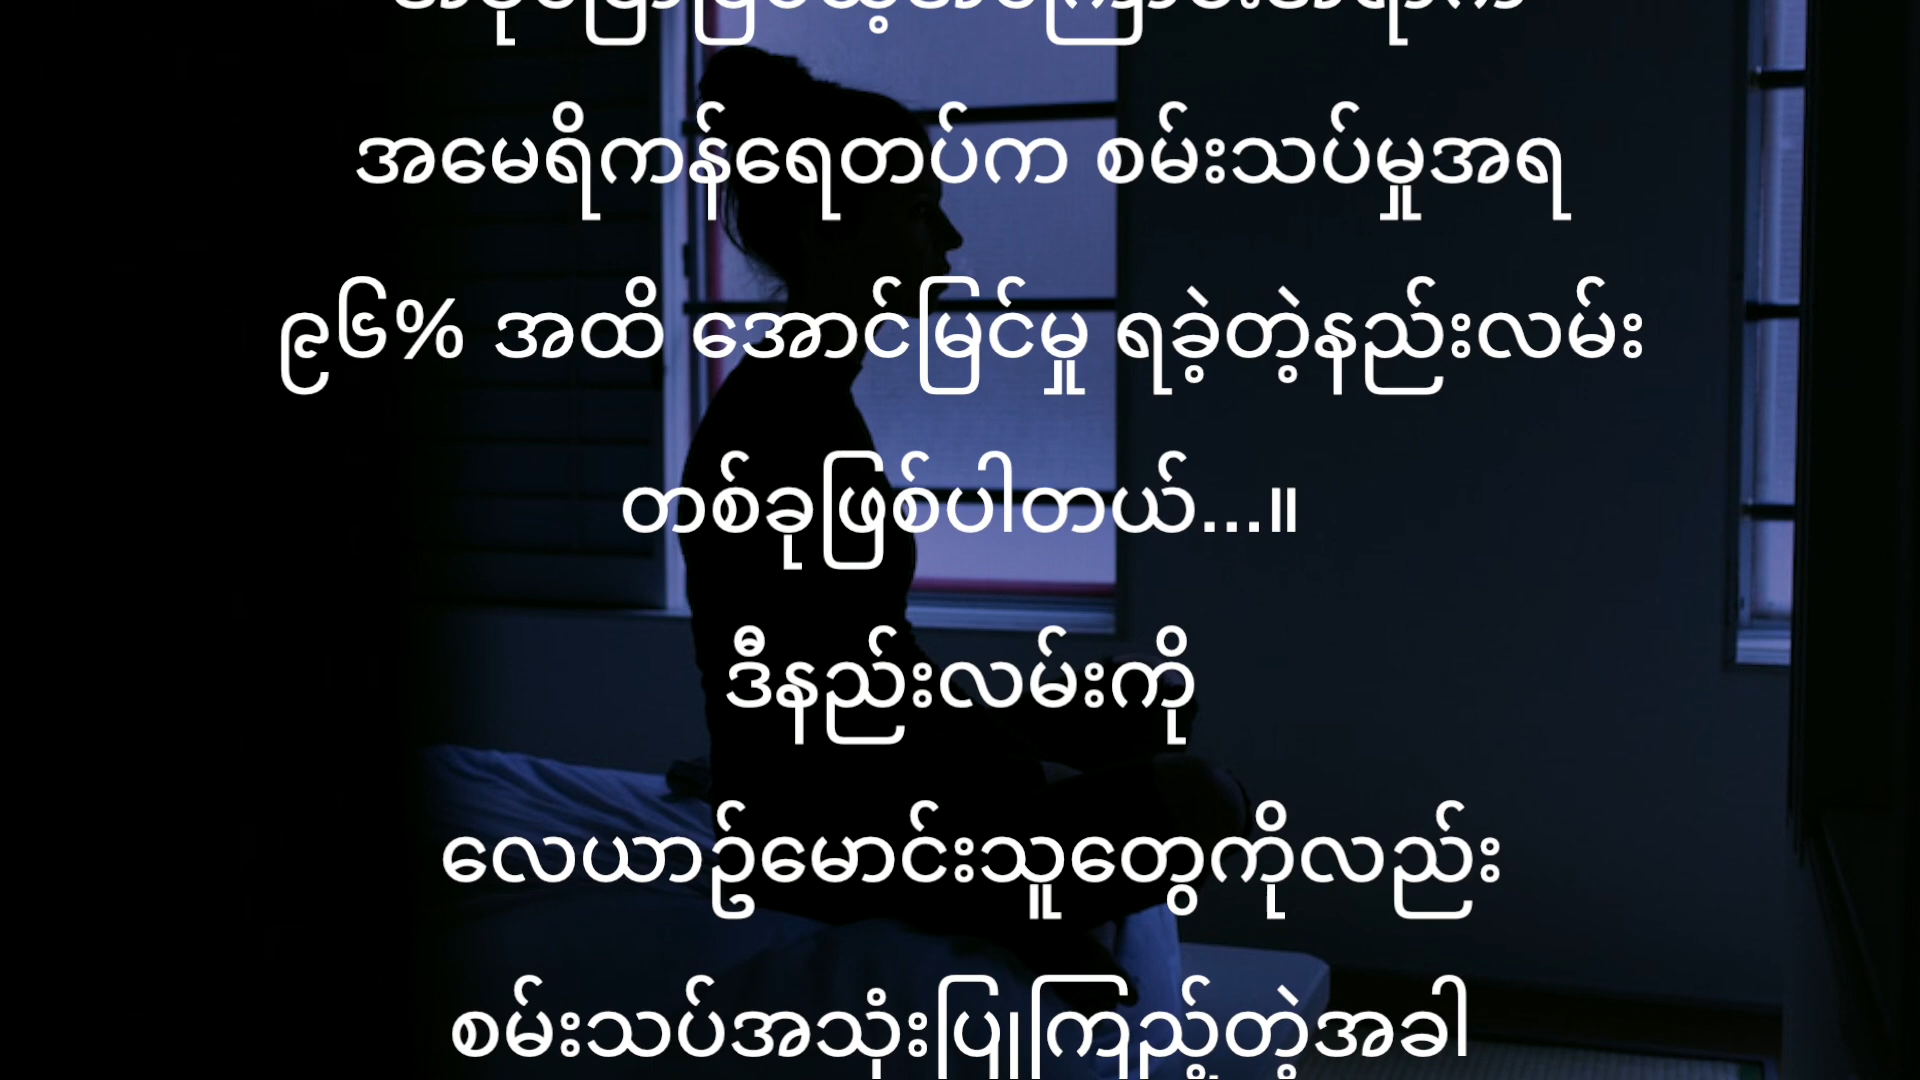 အမေရိကန်ရေတပ်က စမ်းသပ်မှုအရ
၉၆% အထိ အောင်မြင်မှု ရခဲ့တဲ့နည်းလမ်း
တစ်ခုဖြစ်ပါတယ်...။
ဒီနည်းလမ်းကို
လေယာဥ်မောင်းသူတွေကိုလည်း
စမ်းသပ်အသုံးပြုကြည့်တဲ့အခါ